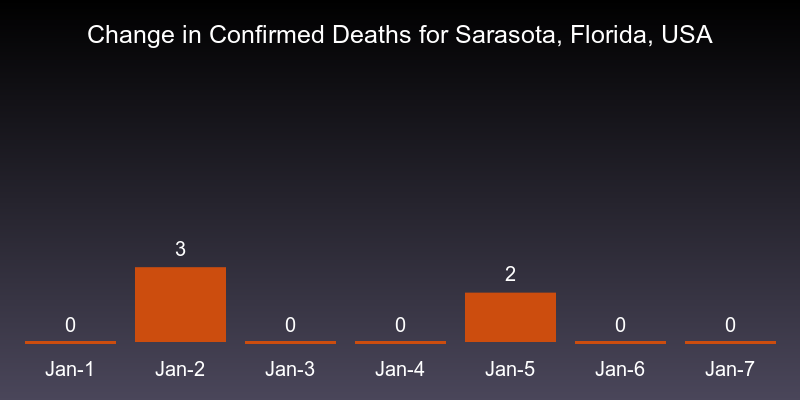 Change in Confirmed Deaths for Sarasota, Florida, USA
0 3 0 0 2 0 0
Jan-1 Jan-2 Jan-3 Jan-4 Jan-5 Jan-6 Jan-7